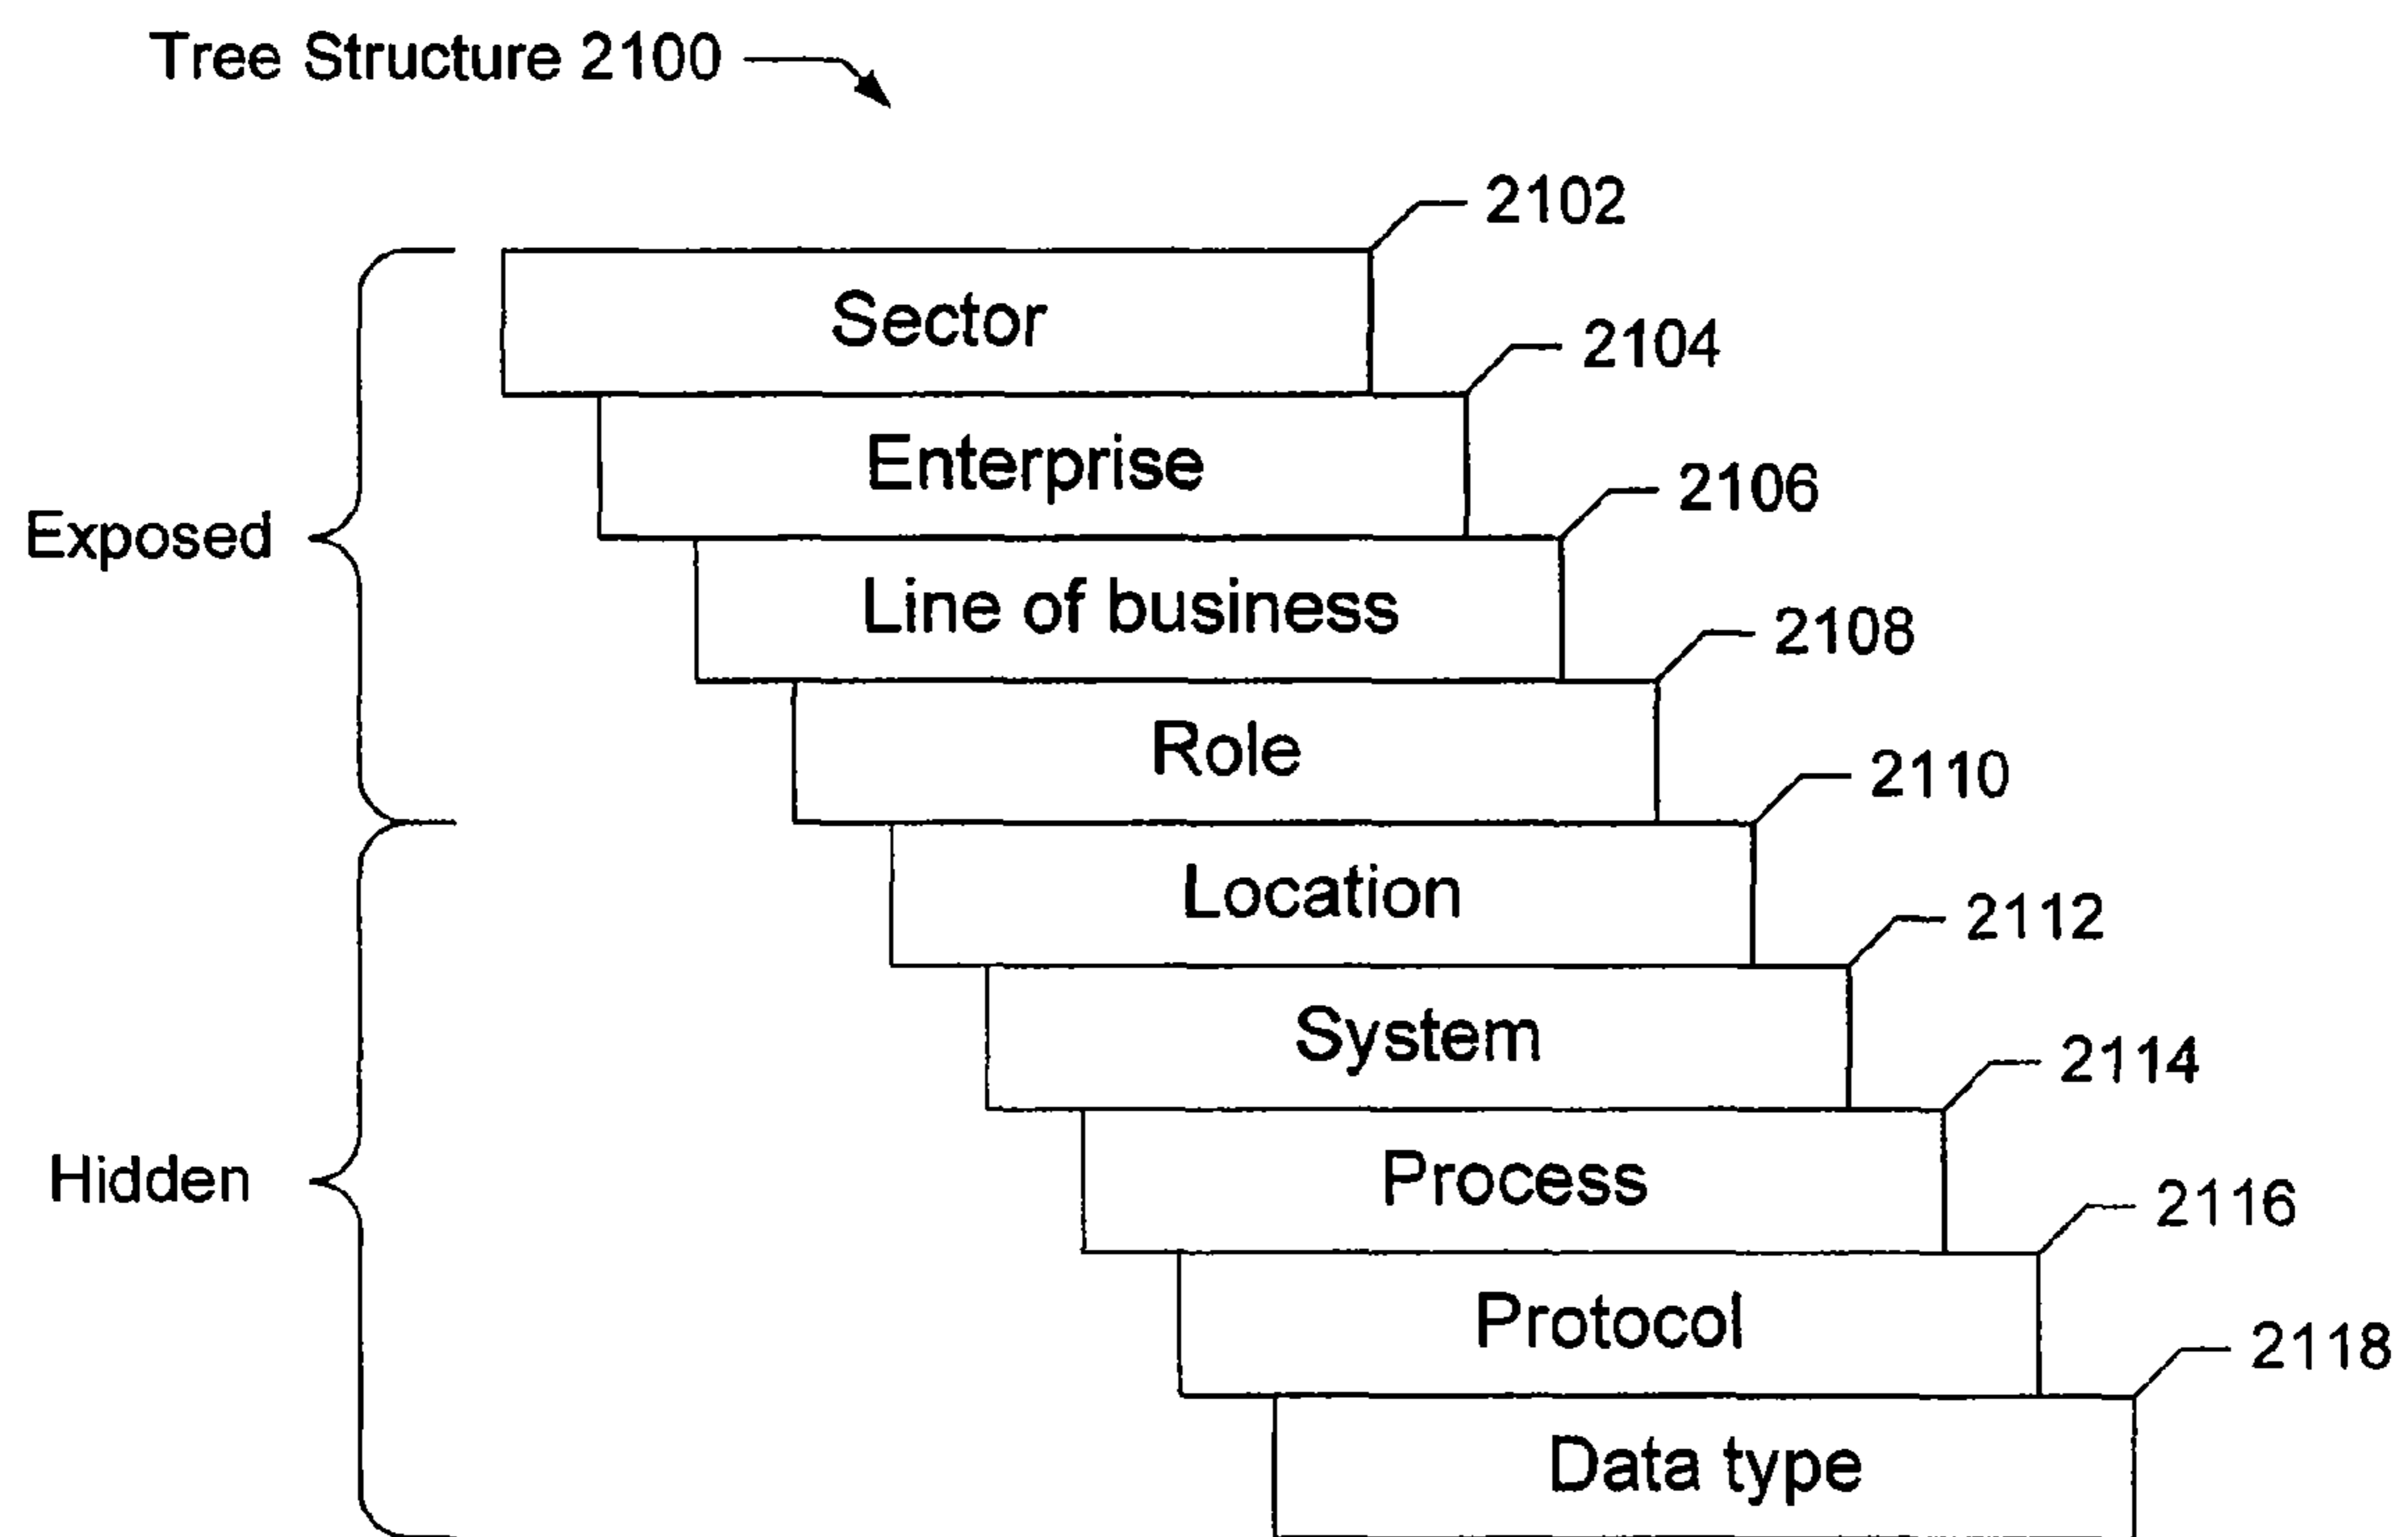 Tree Structure 2100
2102
Sector
2104
Enterprise
2106
Exposed
Line of business
2108
Role
2110
Location
2112
System
2114
Hidden
Process
2116
Protocol
2118
Data type